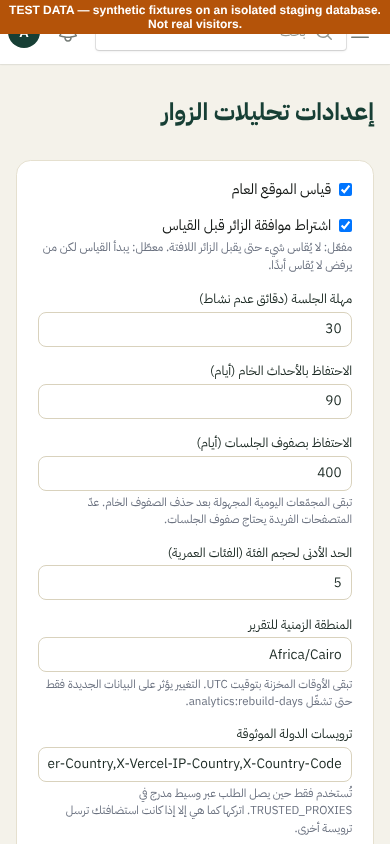 TEST DATA — synthetic fixtures on an isolated staging database.
Not real visitors.
إعدادات تحليلات الزوار
قياس الموقع العام
اشتراط موافقة الزائر قبل القياس
مفعّل: لا يُقاس شيء حتى يقبل الزائر اللافتة. معطّل: يبدأ القياس لكن من
يرفض لا يُقاس أبدًا.
مهلة الجلسة (دقائق عدم نشاط)
30
الاحتفاظ بالأحداث الخام (أيام)
90
الاحتفاظ بصفوف الجلسات (أيام)
400
تبقى المجمّعات اليومية المجهولة بعد حذف الصفوف الخام. عدّ
المتصفحات الفريدة يحتاج صفوف الجلسات.
الحد الأدنى لحجم الفئة (الفئات العمرية)
5
المنطقة الزمنية للتقرير
Africa/Cairo
تبقى الأوقات المخزنة بتوقيت UTC. التغيير يؤثر على البيانات الجديدة فقط
حتى تشغّل analytics:rebuild-days.
ترويسات الدولة الموثوقة
er-Country,X-Vercel-IP-Country,X-Country-Code
تُستخدم فقط حين يصل الطلب عبر وسيط مدرج في
TRUSTED_PROXIES. اتركها كما هي إلا إذا كانت استضافتك ترسل
ترويسة أخرى.